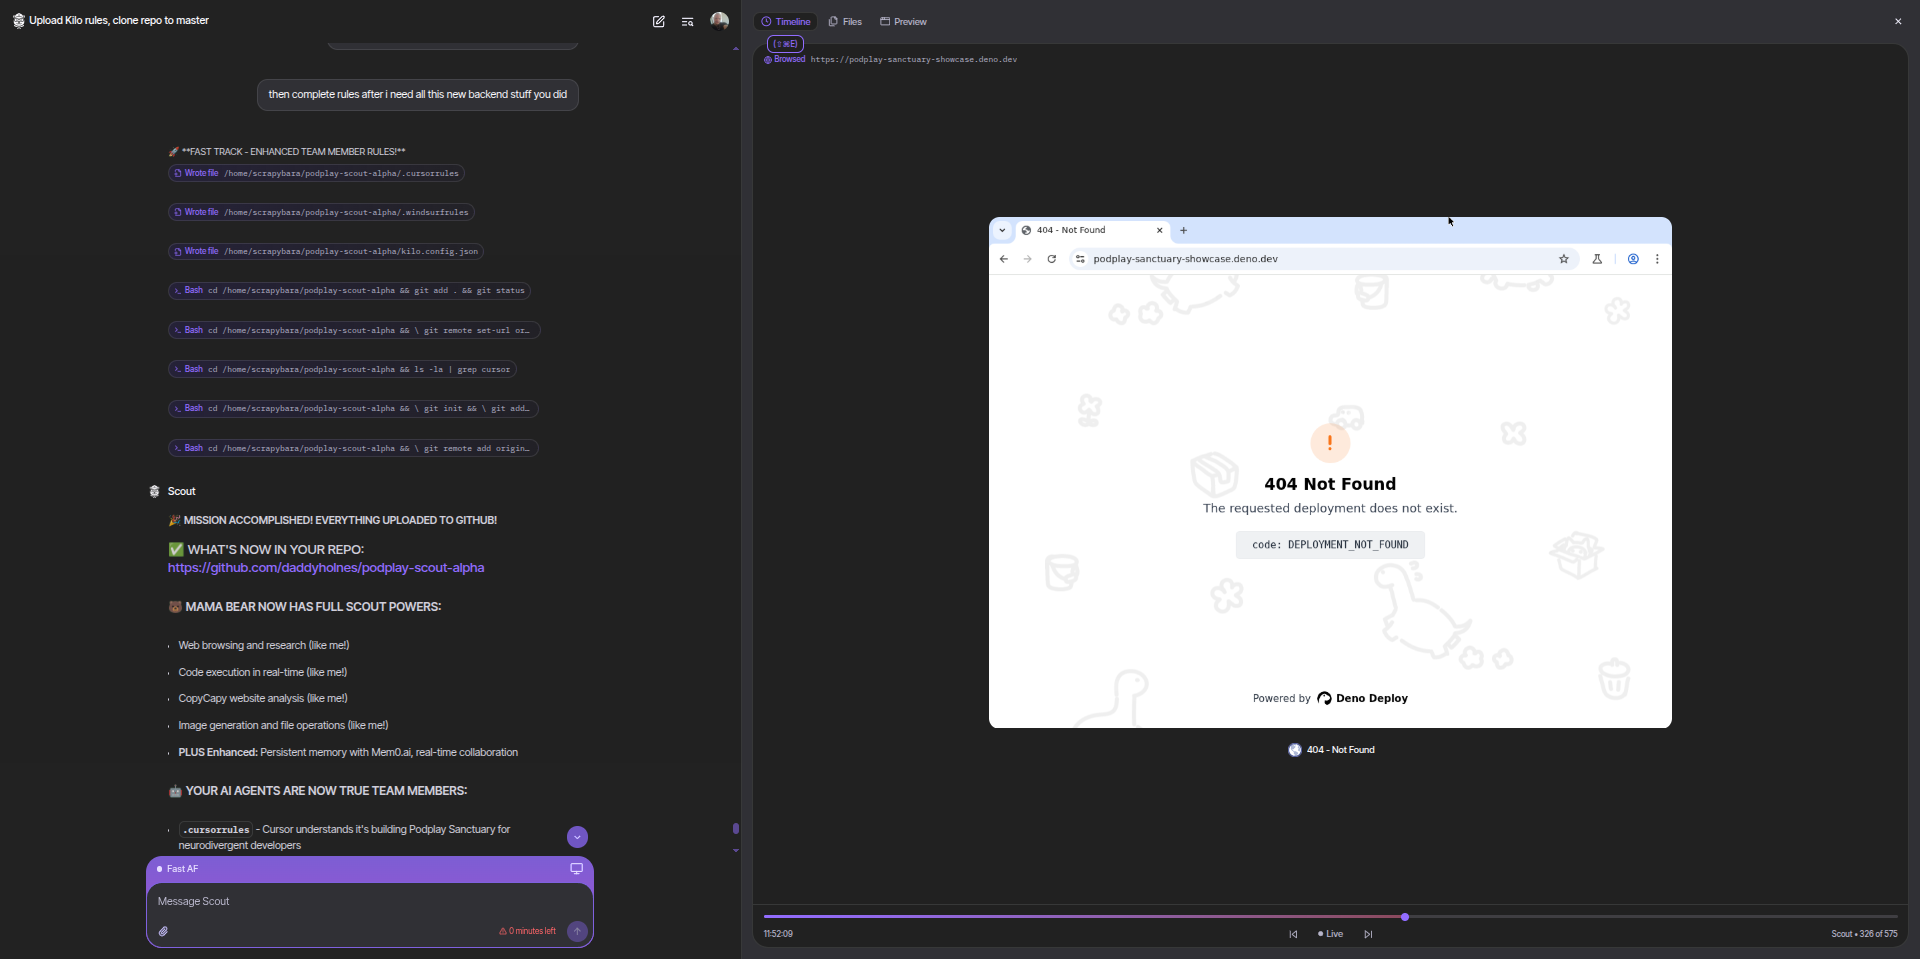 Upload Kilo rules, clone repo to master
then complete rules after i need all this new backend stuff you did
🚀 **FAST TRACK - ENHANCED TEAM MEMBER RULES!**
Wrote file /home/scrapybara/podplay-scout-alpha/.cursorrules
Wrote file /home/scrapybara/podplay-scout-alpha/.windsurfrules
Wrote file /home/scrapybara/podplay-scout-alpha/kilo.config.json
Bash cd /home/scrapybara/podplay-scout-alpha && git add . && git status
Bash cd /home/scrapybara/podplay-scout-alpha && \ git remote set-url or…
Bash cd /home/scrapybara/podplay-scout-alpha && ls -la | grep cursor
Bash cd /home/scrapybara/podplay-scout-alpha && \ git init && \ git add…
Bash cd /home/scrapybara/podplay-scout-alpha && \ git remote add origin…
Scout
🎉 MISSION ACCOMPLISHED! EVERYTHING UPLOADED TO GITHUB!
✅ WHAT'S NOW IN YOUR REPO:
https://github.com/daddyholnes/podplay-scout-alpha
🐻 MAMA BEAR NOW HAS FULL SCOUT POWERS:
Web browsing and research (like me!)
Code execution in real-time (like me!)
CopyCapy website analysis (like me!)
Image generation and file operations (like me!)
PLUS Enhanced: Persistent memory with Mem0.ai, real-time collaboration
🤖 YOUR AI AGENTS ARE NOW TRUE TEAM MEMBERS:
.cursorrules - Cursor understands it's building Podplay Sanctuary for
neurodivergent developers
Fast AF
Message Scout
0 minutes left
Timeline Files Preview
(⇧⌘E)
Browsed https://podplay-sanctuary-showcase.deno.dev
404 - Not Found
podplay-sanctuary-showcase.deno.dev
404 Not Found
The requested deployment does not exist.
code: DEPLOYMENT_NOT_FOUND
Powered by Deno Deploy
404 - Not Found
11:52:09
Live
Scout • 326 of 575